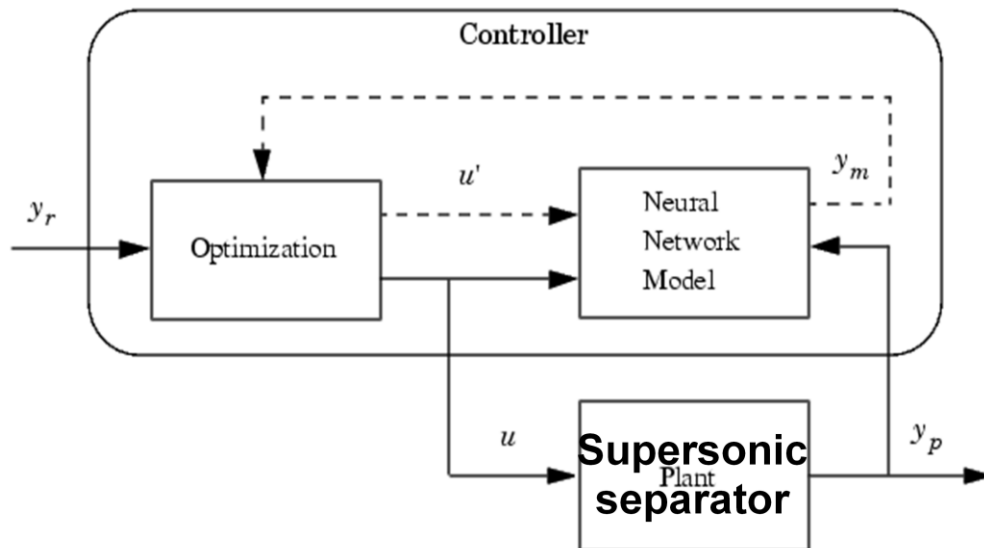 Controller
u'
y_m
y_r
Optimization
Neural
Network
Model
u
Supersonic
Plant
separator
y_p